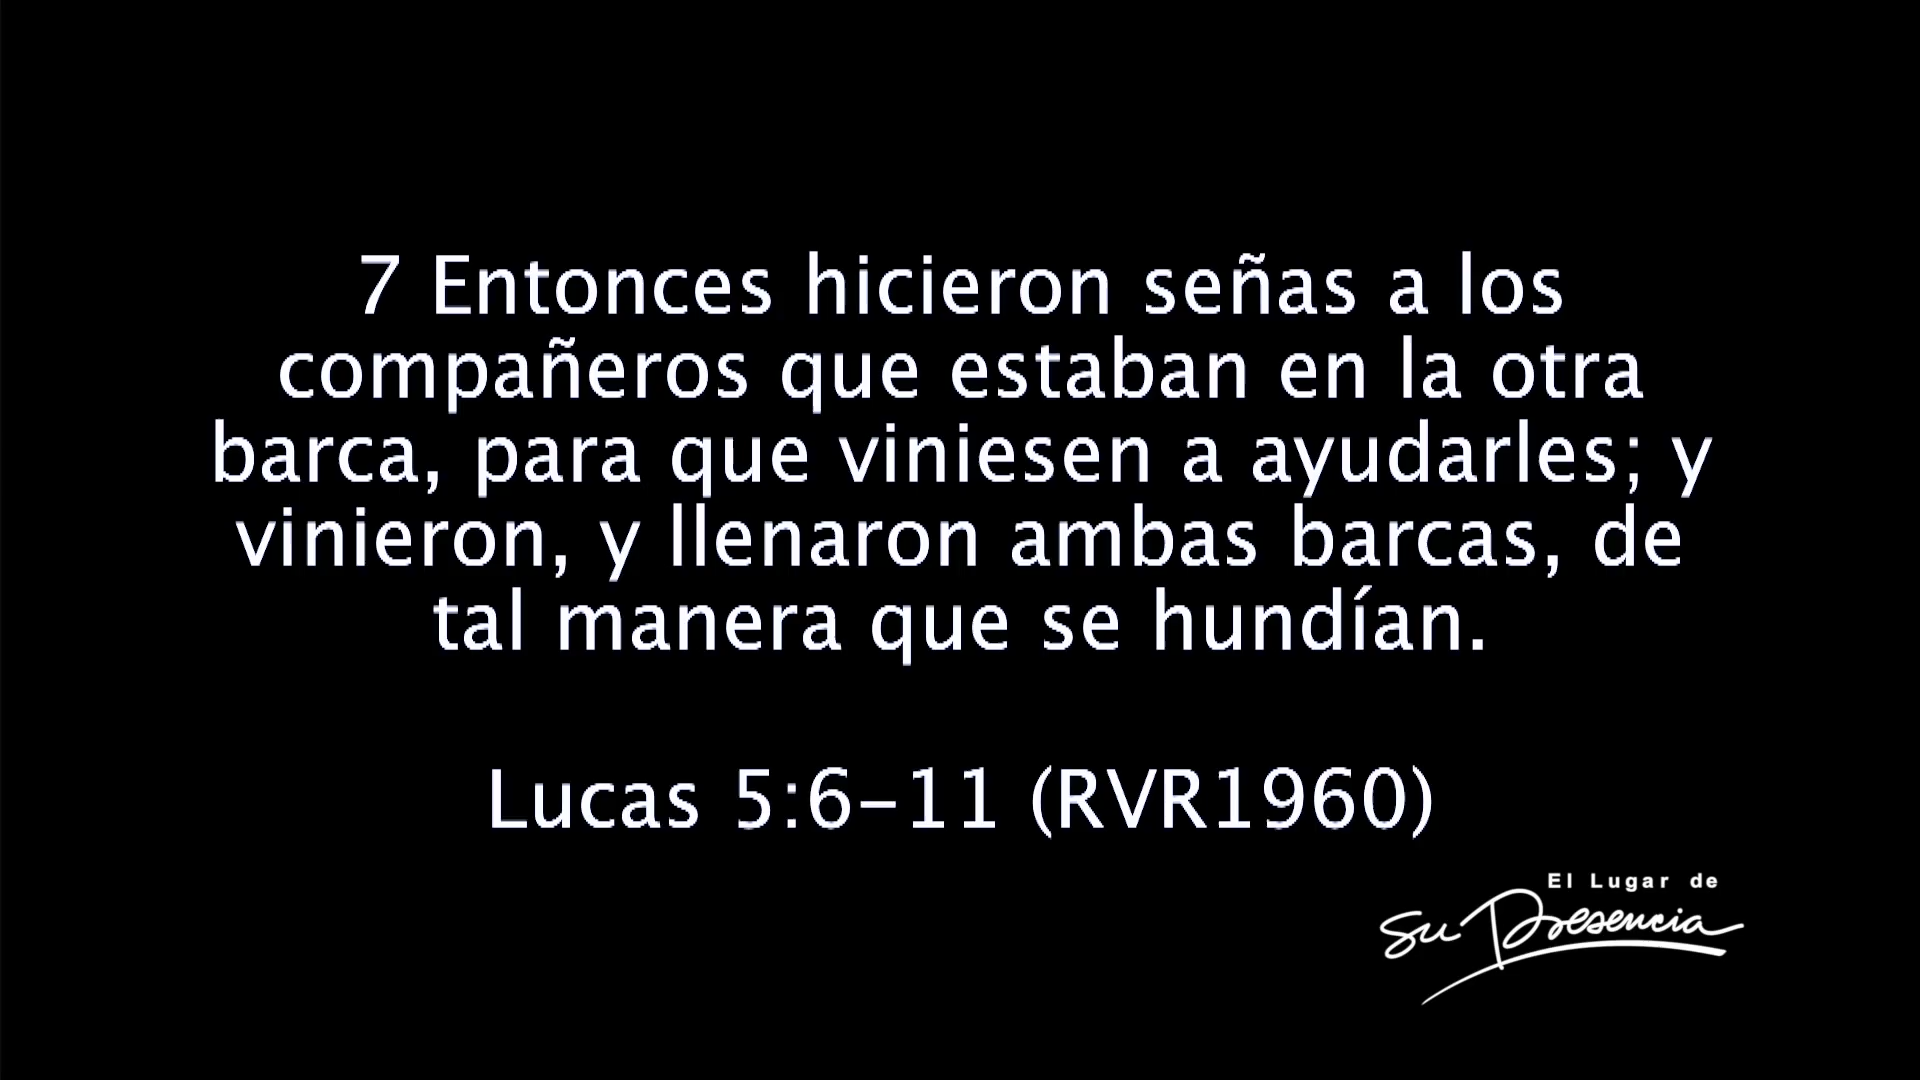 7 Entonces hicieron señas a los
compañeros que estaban en la otra
barca, para que viniesen a ayudarles; y
vinieron, y llenaron ambas barcas, de
tal manera que se hundían.
Lucas 5:6-11 (RVR1960)
El Lugar de
Su Presencia